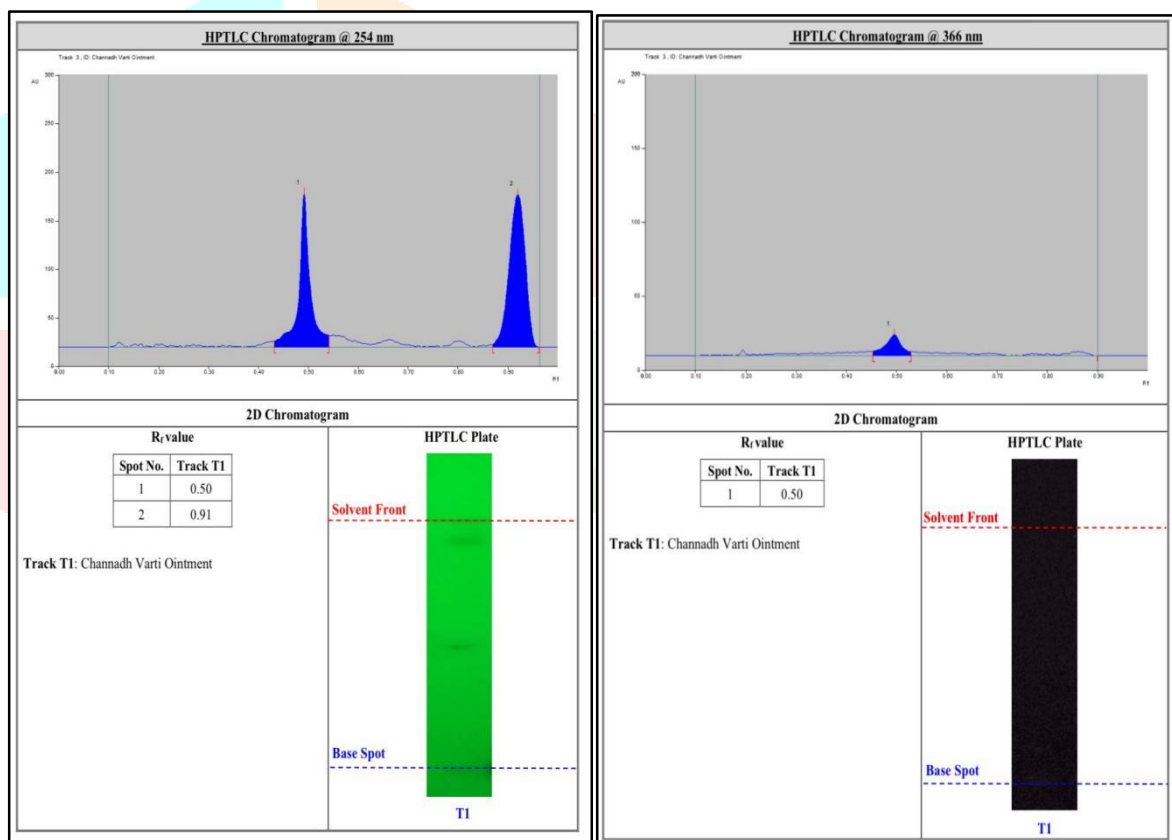 HPTLC Chromatogram @ 254 nm
Track 3 , ID: Channadh Varti Ointment
AU
300
250
200
150
100
50
0
1
2
0.00 0.10 0.20 0.30 0.40 0.50 0.60 0.70 0.80 0.90
Rf
2D Chromatogram
Rf value
Spot No. Track T1
1 0.50
2 0.91
Track T1: Channadh Varti Ointment
HPTLC Plate
Solvent Front
Base Spot
T1
HPTLC Chromatogram @ 366 nm
Track 3 , ID: Channadh Varti Ointment
AU
200
150
100
50
0
1
0.00 0.10 0.20 0.30 0.40 0.50 0.60 0.70 0.80 0.90
Rf
2D Chromatogram
Rf value
Spot No. Track T1
1 0.50
Track T1: Channadh Varti Ointment
HPTLC Plate
Solvent Front
Base Spot
T1